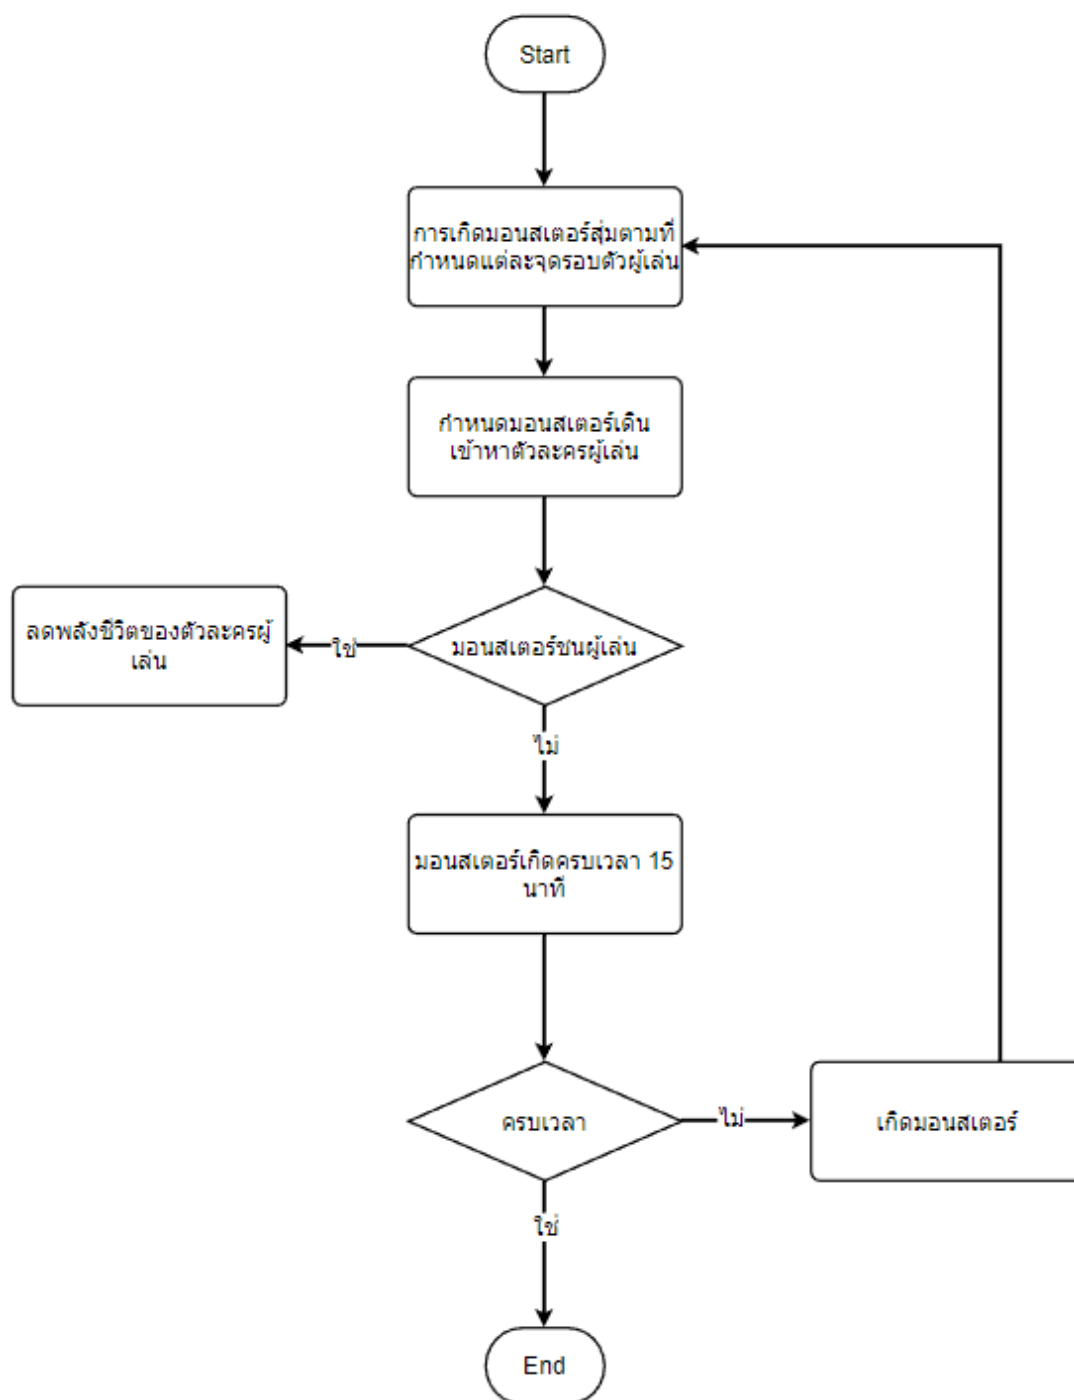 Start
การเกิดมอนสเตอร์สุ่มตามที่
กำหนดแต่ละจุดรอบตัวผู้เล่น
กำหนดมอนสเตอร์เดิน
เข้าหาตัวละครผู้เล่น
ลดพลังชีวิตของตัวละครผู้
เล่น
ใช่
มอนสเตอร์ชนผู้เล่น
ไม่
มอนสเตอร์เกิดครบเวลา 15
นาที
ครบเวลา
ไม่
เกิดมอนสเตอร์
ใช่
End